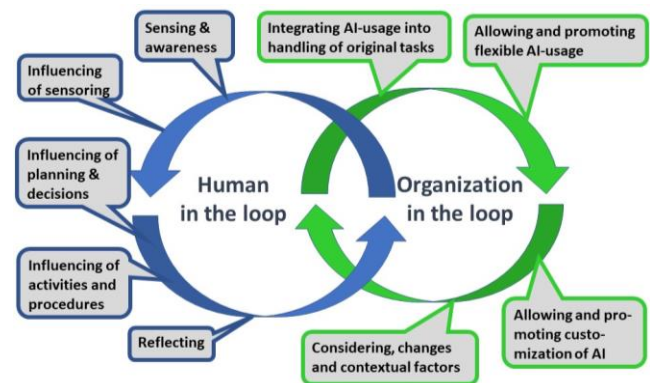 Sensing &
awareness
Integrating AI-usage into
handling of original tasks
Allowing and promoting
flexible AI-usage
Influencing
of sensoring
Influencing of
planning &
decisions
Human
in the loop
Organization
in the loop
Influencing of
activities and
procedures
Reflecting
Considering, changes
and contextual factors
Allowing and pro-
moting custo-
mization of AI